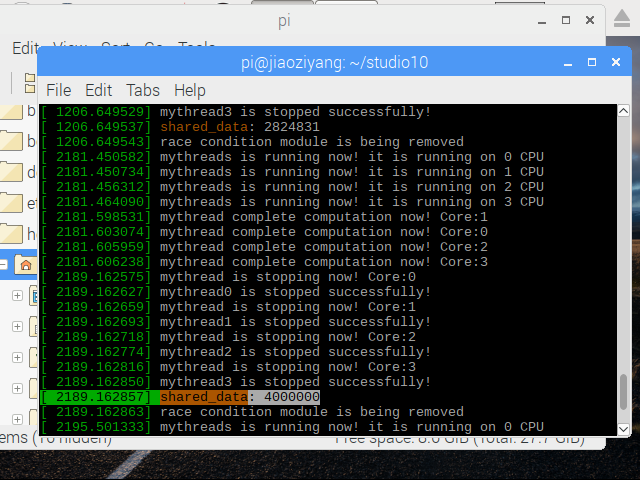 pi
Edit View Sort Go Tools
pi@jiaoziyang: ~/studio10
File Edit Tabs Help
[ 1206.649529] mythread3 is stopped successfully!
[ 1206.649537] shared_data: 2824831
[ 1206.649543] race condition module is being removed
[ 2181.450582] mythreads is running now! it is running on 0 CPU
[ 2181.450734] mythreads is running now! it is running on 1 CPU
[ 2181.456312] mythreads is running now! it is running on 2 CPU
[ 2181.464090] mythreads is running now! it is running on 3 CPU
[ 2181.598531] mythread complete computation now! Core:1
[ 2181.603074] mythread complete computation now! Core:0
[ 2181.605959] mythread complete computation now! Core:2
[ 2181.606238] mythread complete computation now! Core:3
[ 2189.162575] mythread is stopping now! Core:0
[ 2189.162627] mythread0 is stopped successfully!
[ 2189.162659] mythread is stopping now! Core:1
[ 2189.162693] mythread1 is stopped successfully!
[ 2189.162718] mythread is stopping now! Core:2
[ 2189.162774] mythread2 is stopped successfully!
[ 2189.162816] mythread is stopping now! Core:3
[ 2189.162850] mythread3 is stopped successfully!
[ 2189.162857] shared_data: 4000000
[ 2189.162863] race condition module is being removed
[ 2195.501333] mythreads is running now! it is running on 0 CPU
b
b
d
e
h
ems (10 hidden) Free space: 8.0 GiB (Total: 27.7 GiB)